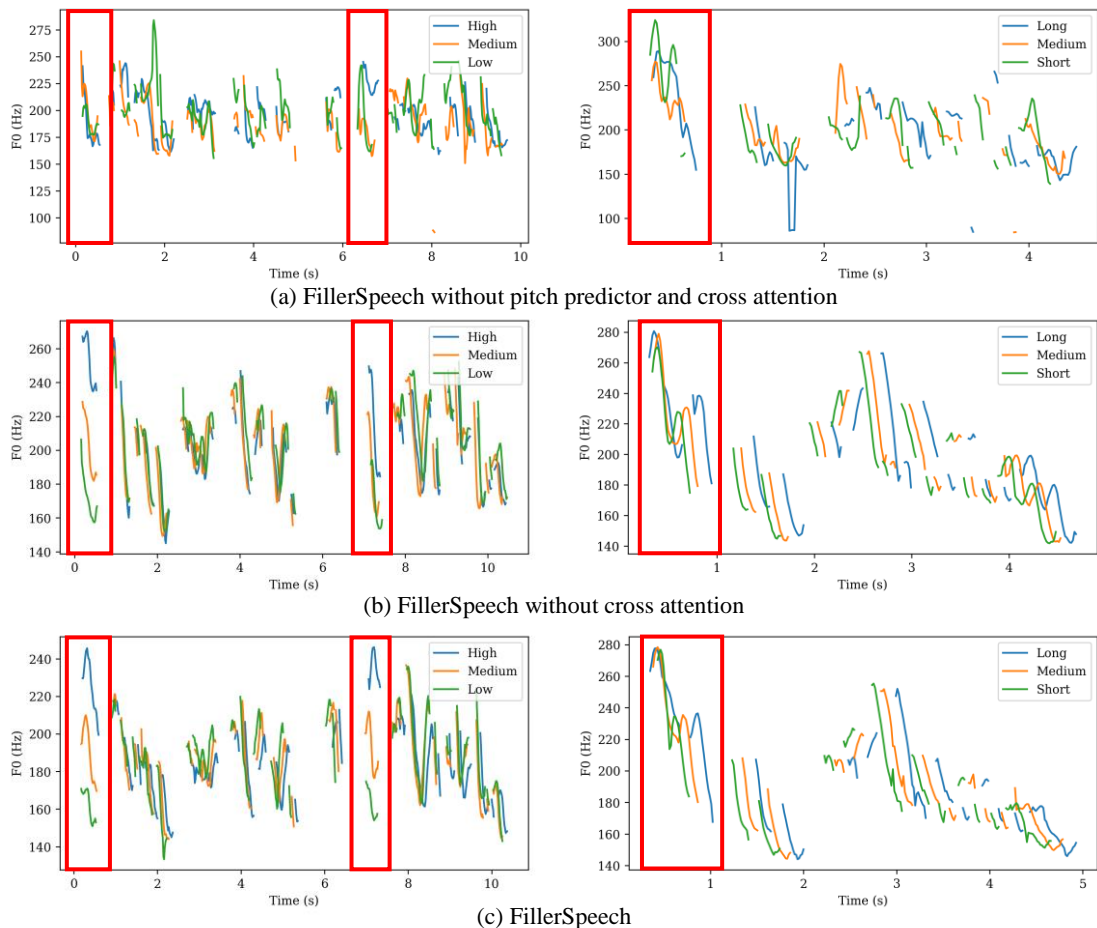 275
250
225
200
175
150
125
100
F0 (Hz)
High
Medium
Low
0 2 4 6 8 10
Time (s)
300
250
200
150
100
F0 (Hz)
Long
Medium
Short
1 2 3 4
Time (s)
(a) FillerSpeech without pitch predictor and cross attention
260
240
220
200
180
160
140
F0 (Hz)
High
Medium
Low
0 2 4 6 8 10
Time (s)
280
260
240
220
200
180
160
140
F0 (Hz)
Long
Medium
Short
1 2 3 4
Time (s)
(b) FillerSpeech without cross attention
240
220
200
180
160
140
F0 (Hz)
High
Medium
Low
0 2 4 6 8 10
Time (s)
280
260
240
220
200
180
160
140
F0 (Hz)
Long
Medium
Short
1 2 3 4 5
Time (s)
(c) FillerSpeech